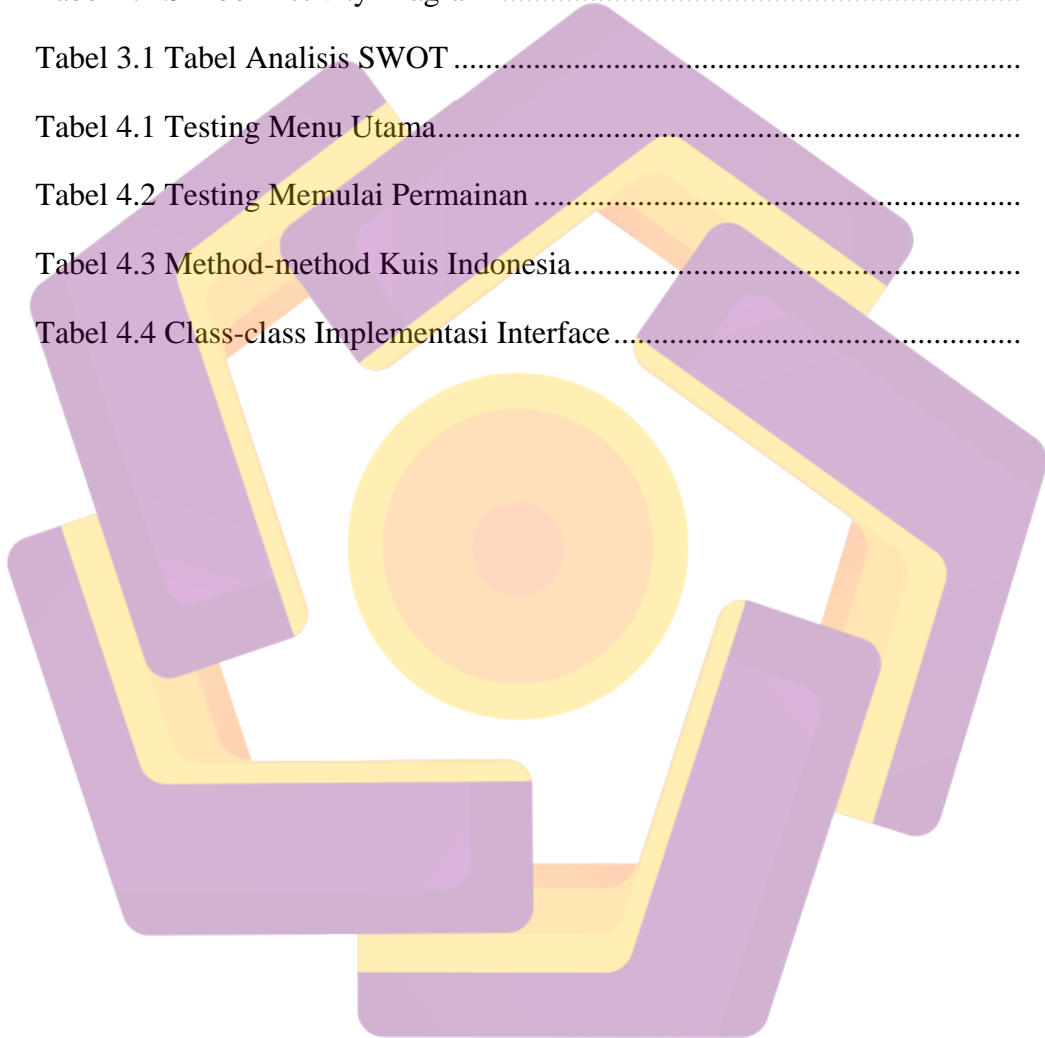 Tabel 3.1 Tabel Analisis SWOT ......................................................................
Tabel 4.1 Testing Menu Utama........................................................................
Tabel 4.2 Testing Memulai Permainan ............................................................
Tabel 4.3 Method-method Kuis Indonesia.......................................................
Tabel 4.4 Class-class Implementasi Interface ..................................................